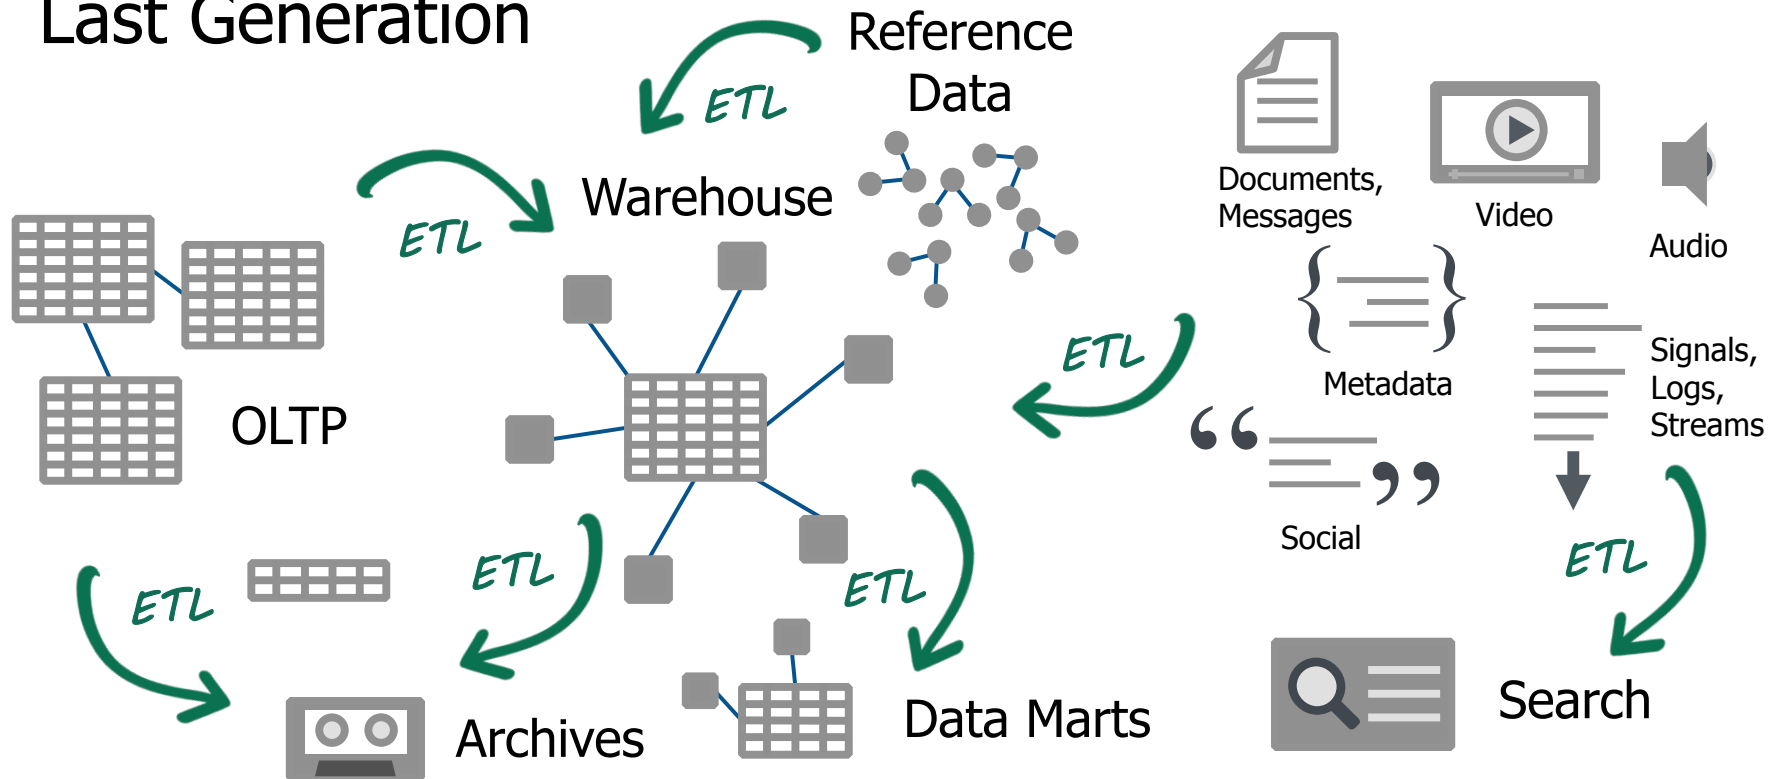 Last Generation
Reference
Data
ETL
Warehouse
ETL
OLTP
Documents,
Messages
Video
Audio
ETL
Metadata
Signals,
Logs,
Streams
“
”
Social
ETL
ETL
ETL
ETL
Archives
Data Marts
Search